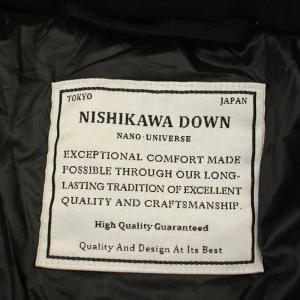 TOKYO JAPAN
NISHIKAWA DOWN
NANO·UNIVERSE
EXCEPTIONAL COMFORT MADE
POSSIBLE THROUGH OUR LONG-
LASTING TRADITION OF EXCELLENT
QUALITY AND CRAFTSMANSHIP.
High Quality Guaranteed
Quality And Design At Its Best